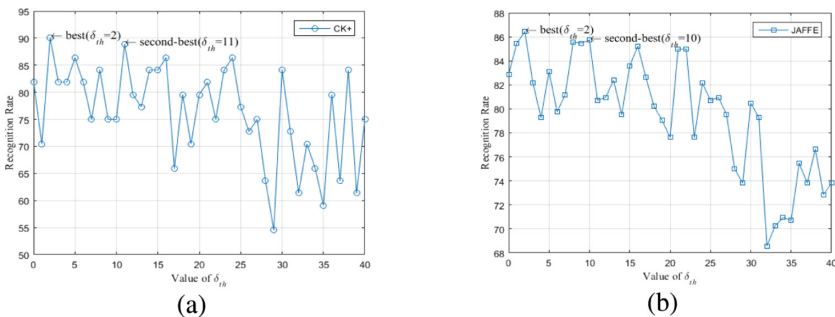 95
90
85
80
75
70
65
60
55
50
Recognition Rate
best(δth=2)
second-best(δth=11)
CK+
0 5 10 15 20 25 30 35 40
Value of δth
(a)
88
86
84
82
80
78
76
74
72
70
68
Recognition Rate
best(δth=2)
second-best(δth=10)
JAFFE
0 5 10 15 20 25 30 35 40
Value of δth
(b)